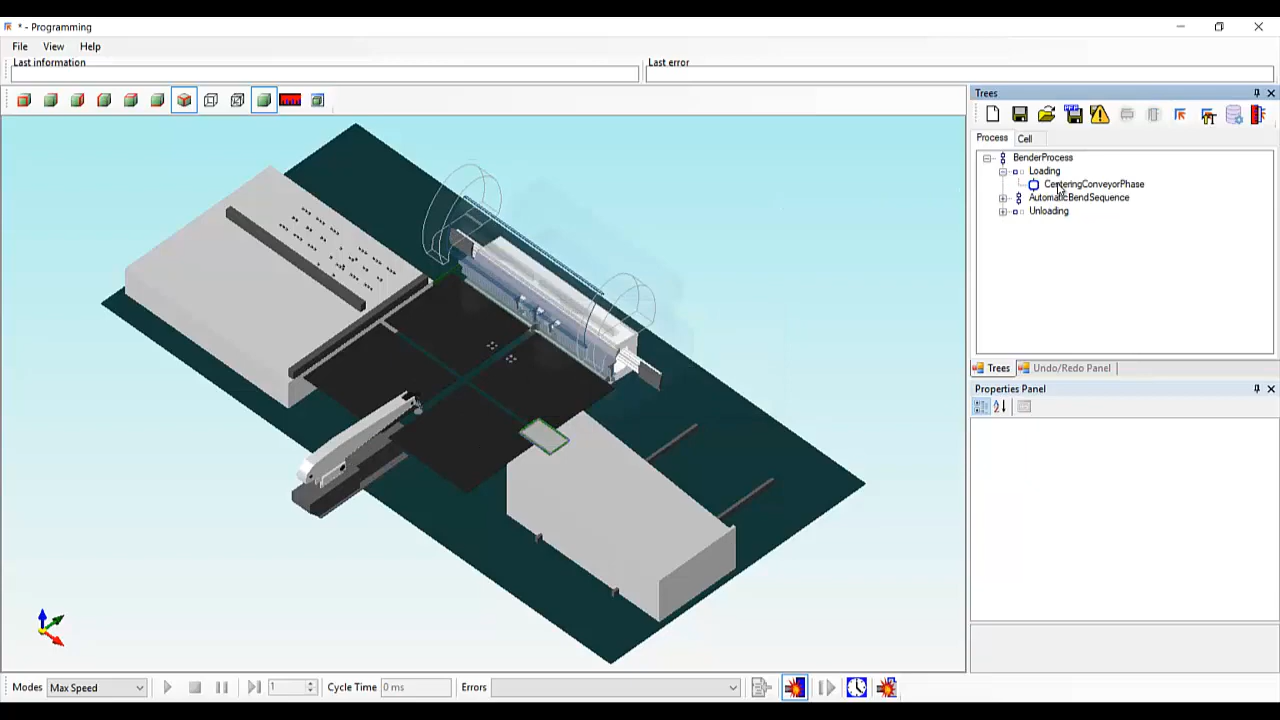 * - Programming
File View Help
Last information
Last error
Trees
Process Cell
BenderProcess
Loading
CenteringConveyorPhase
AutomaticBendSequence
Unloading
Trees Undo/Redo Panel
Properties Panel
Modes Max Speed 1 Cycle Time 0 ms Errors